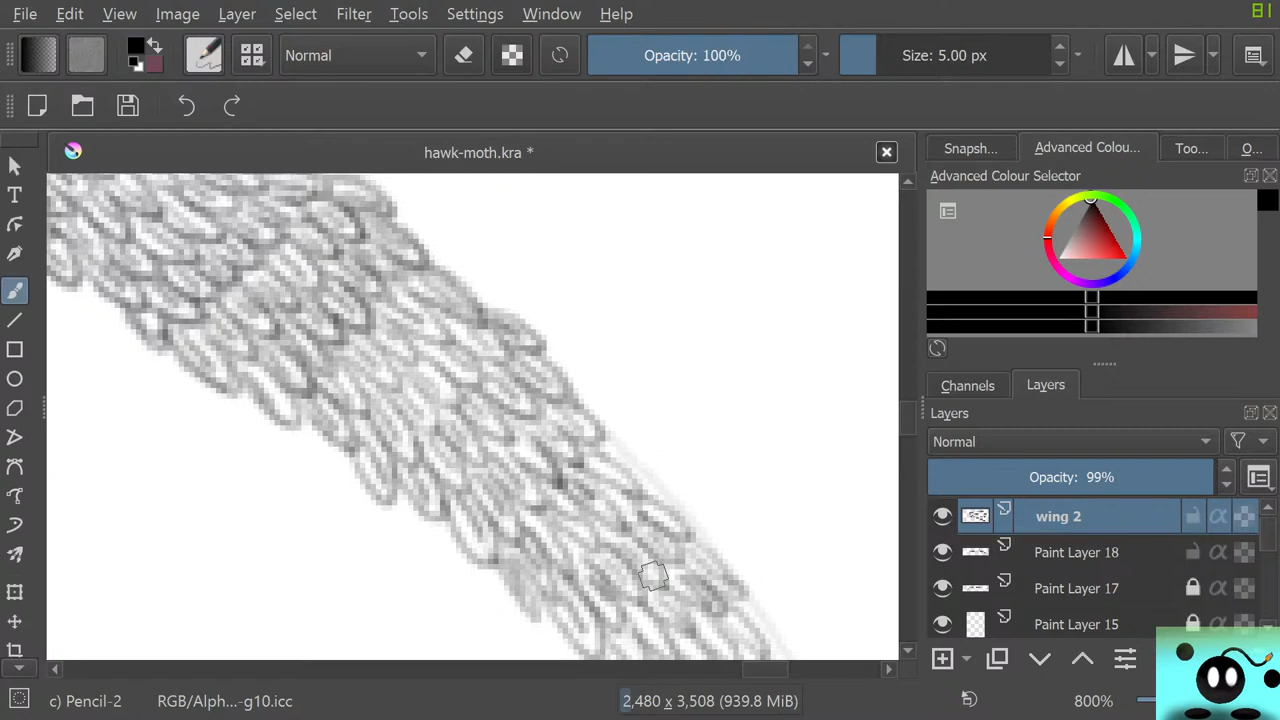 81
File Edit View Image Layer Select Filter Tools Settings Window Help
Normal Opacity: 100% Size: 5.00 px
hawk-moth.kra *
Snapsh... Advanced Colou... Too... O...
Advanced Colour Selector
Channels Layers
Layers
Normal
Opacity: 99%
wing 2
Paint Layer 18
Paint Layer 17
Paint Layer 15
c) Pencil-2 RGB/Alph...-g10.icc 2,480 x 3,508 (939.8 MiB) 800%